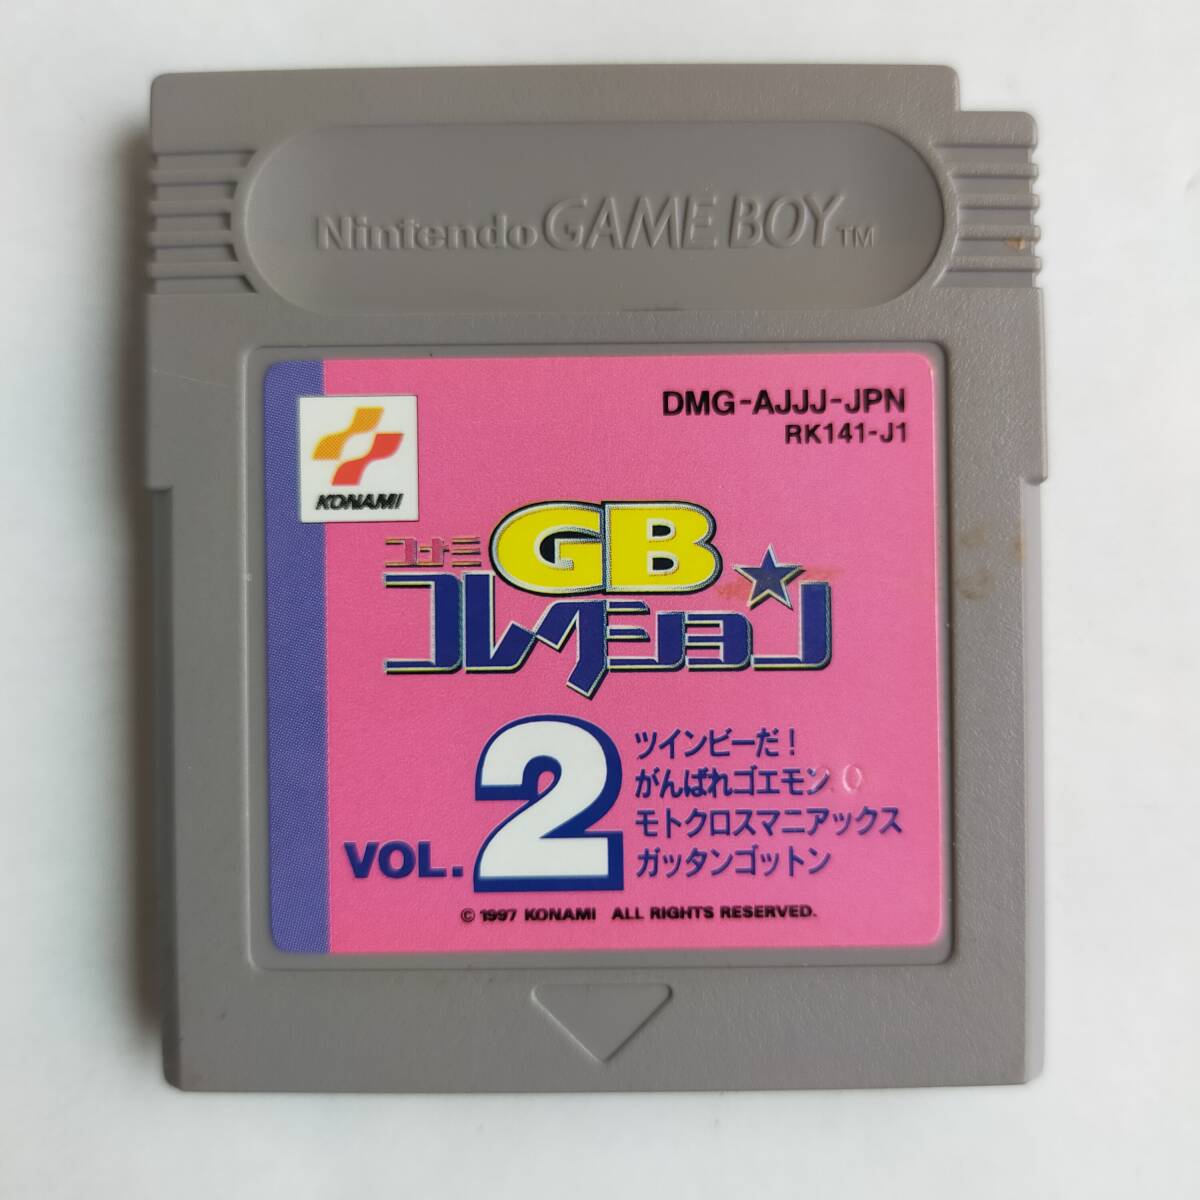 Nintendo GAME BOY TM
DMG-AJJJ-JPN
RK141-J1
KONAMI
コナミ GB
コレクション
VOL. 2
ツインビーだ！
がんばれゴエモン
モトクロスマニアックス
ガッタンゴットン
© 1997 KONAMI ALL RIGHTS RESERVED.